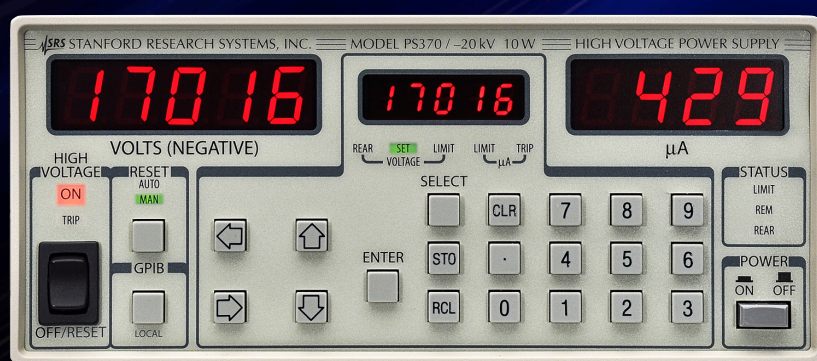 SRS STANFORD RESEARCH SYSTEMS, INC. MODEL PS370 / –20 kV 10 W HIGH VOLTAGE POWER SUPPLY
17016 17016 429
VOLTS (NEGATIVE) µA
REAR SET LIMIT LIMIT TRIP
VOLTAGE µA
HIGH VOLTAGE
ON
TRIP
OFF/RESET
RESET
AUTO
MAN
GPIB
LOCAL
ENTER
SELECT
CLR 7 8 9
STO . 4 5 6
RCL 0 1 2 3
STATUS
LIMIT
REM
REAR
POWER
ON OFF